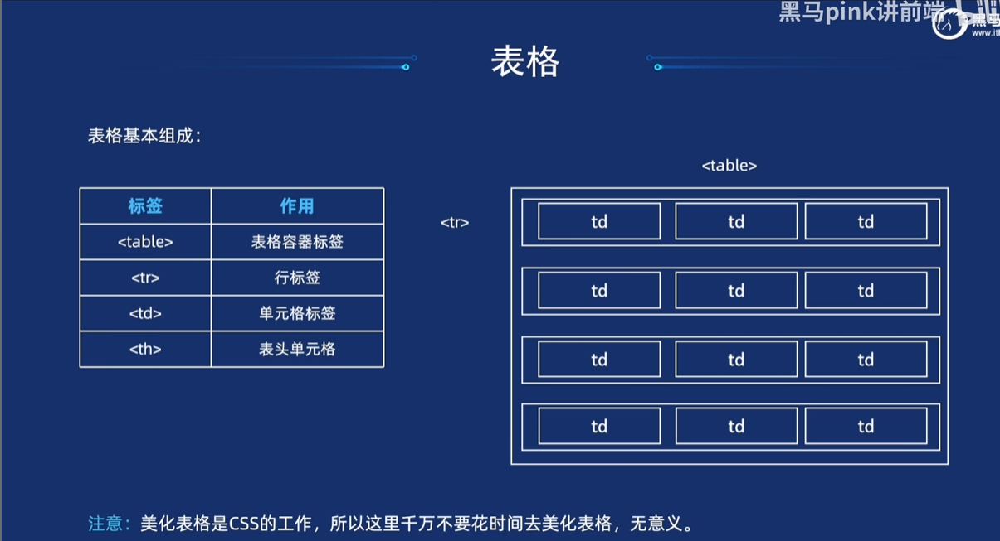 黑马pink讲前端
黑马
www.it
表格
表格基本组成：
<table>
标签 作用
<table> 表格容器标签
<tr> 行标签
<td> 单元格标签
<th> 表头单元格
<tr>
td td td
td td td
td td td
td td td
注意：美化表格是CSS的工作，所以这里千万不要花时间去美化表格，无意义。